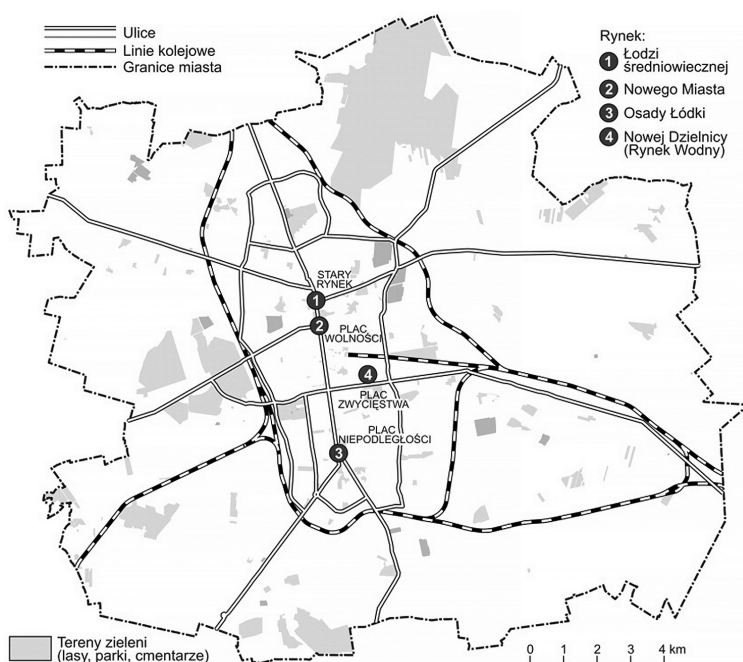 Ulice
Linie kolejowe
Granice miasta
Rynek:
1 Łodzi
średniowiecznej
2 Nowego Miasta
3 Osady Łódki
4 Nowej Dzielnicy
(Rynek Wodny)
STARY
RYNEK
1
2
PLAC
WOLNOŚCI
4
PLAC
ZWYCIĘSTWA
PLAC
NIEPODLEGŁOŚCI
3
Tereny zieleni
(lasy, parki, cmentarze)
0 1 2 3 4 km